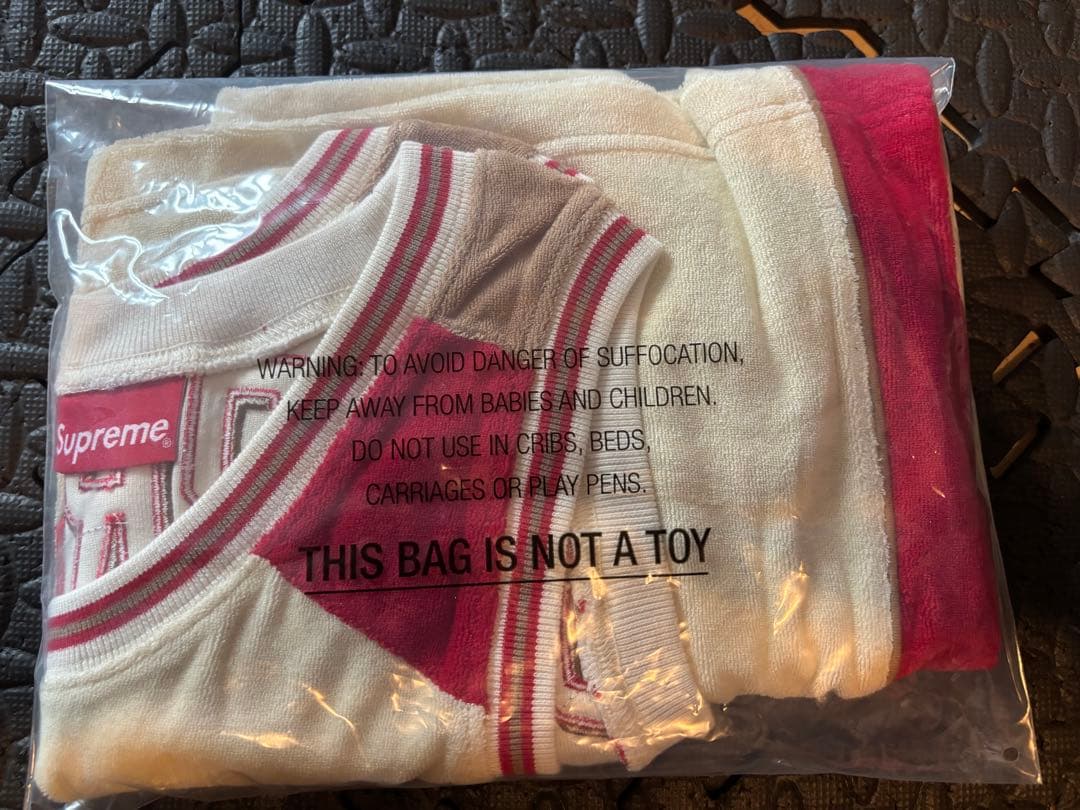 WARNING: TO AVOID DANGER OF SUFFOCATION,
KEEP AWAY FROM BABIES AND CHILDREN.
DO NOT USE IN CRIBS, BEDS,
CARRIAGES OR PLAY PENS.
Supreme®
THIS BAG IS NOT A TOY